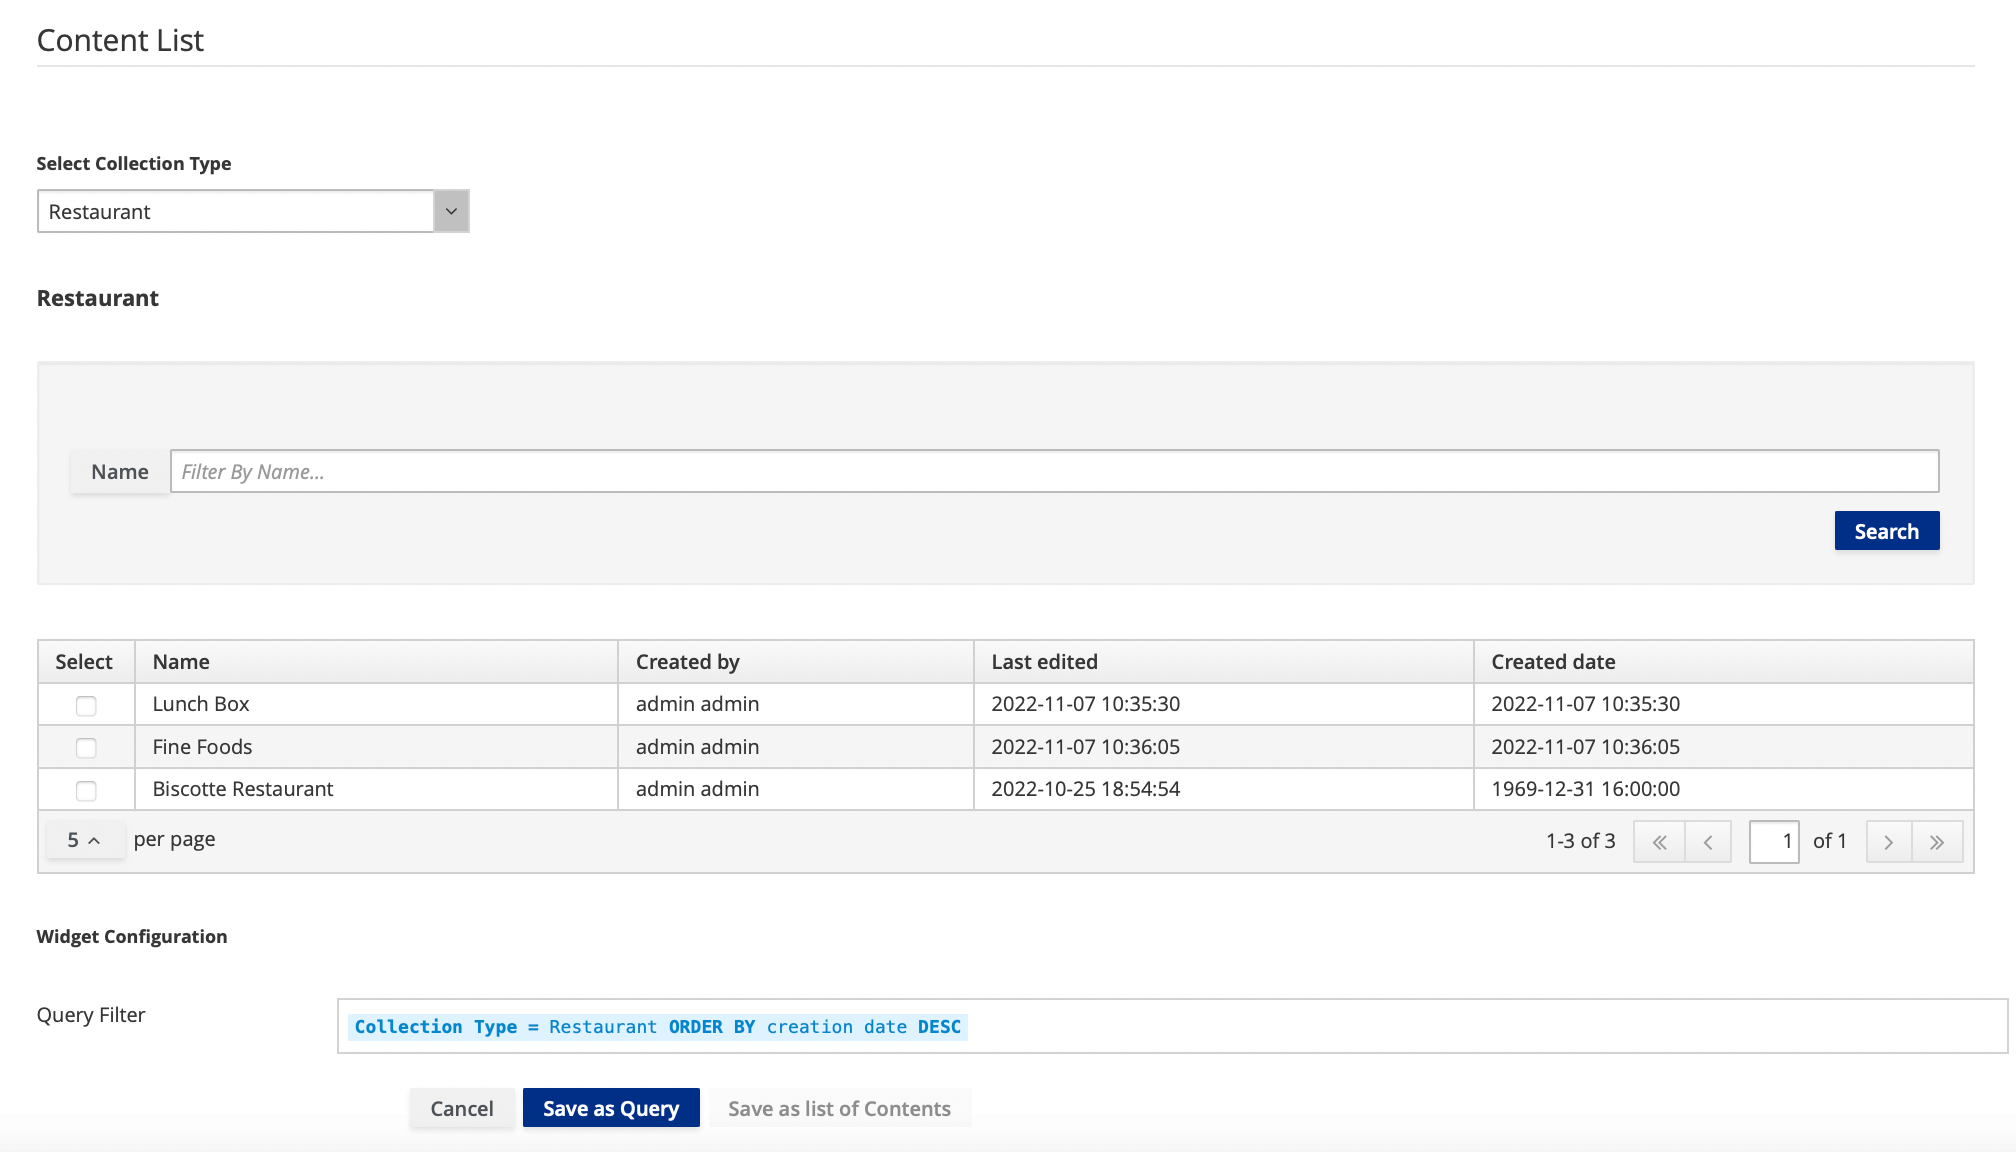 Content List
Select Collection Type
Restaurant
Restaurant
Name Filter By Name...
Search
Select Name Created by Last edited Created date
Lunch Box admin admin 2022-11-07 10:35:30 2022-11-07 10:35:30
Fine Foods admin admin 2022-11-07 10:36:05 2022-11-07 10:36:05
Biscotte Restaurant admin admin 2022-10-25 18:54:54 1969-12-31 16:00:00
5 per page 1-3 of 3 « ‹ 1 of 1 › »
Widget Configuration
Query Filter Collection Type = Restaurant ORDER BY creation date DESC
Cancel Save as Query Save as list of Contents